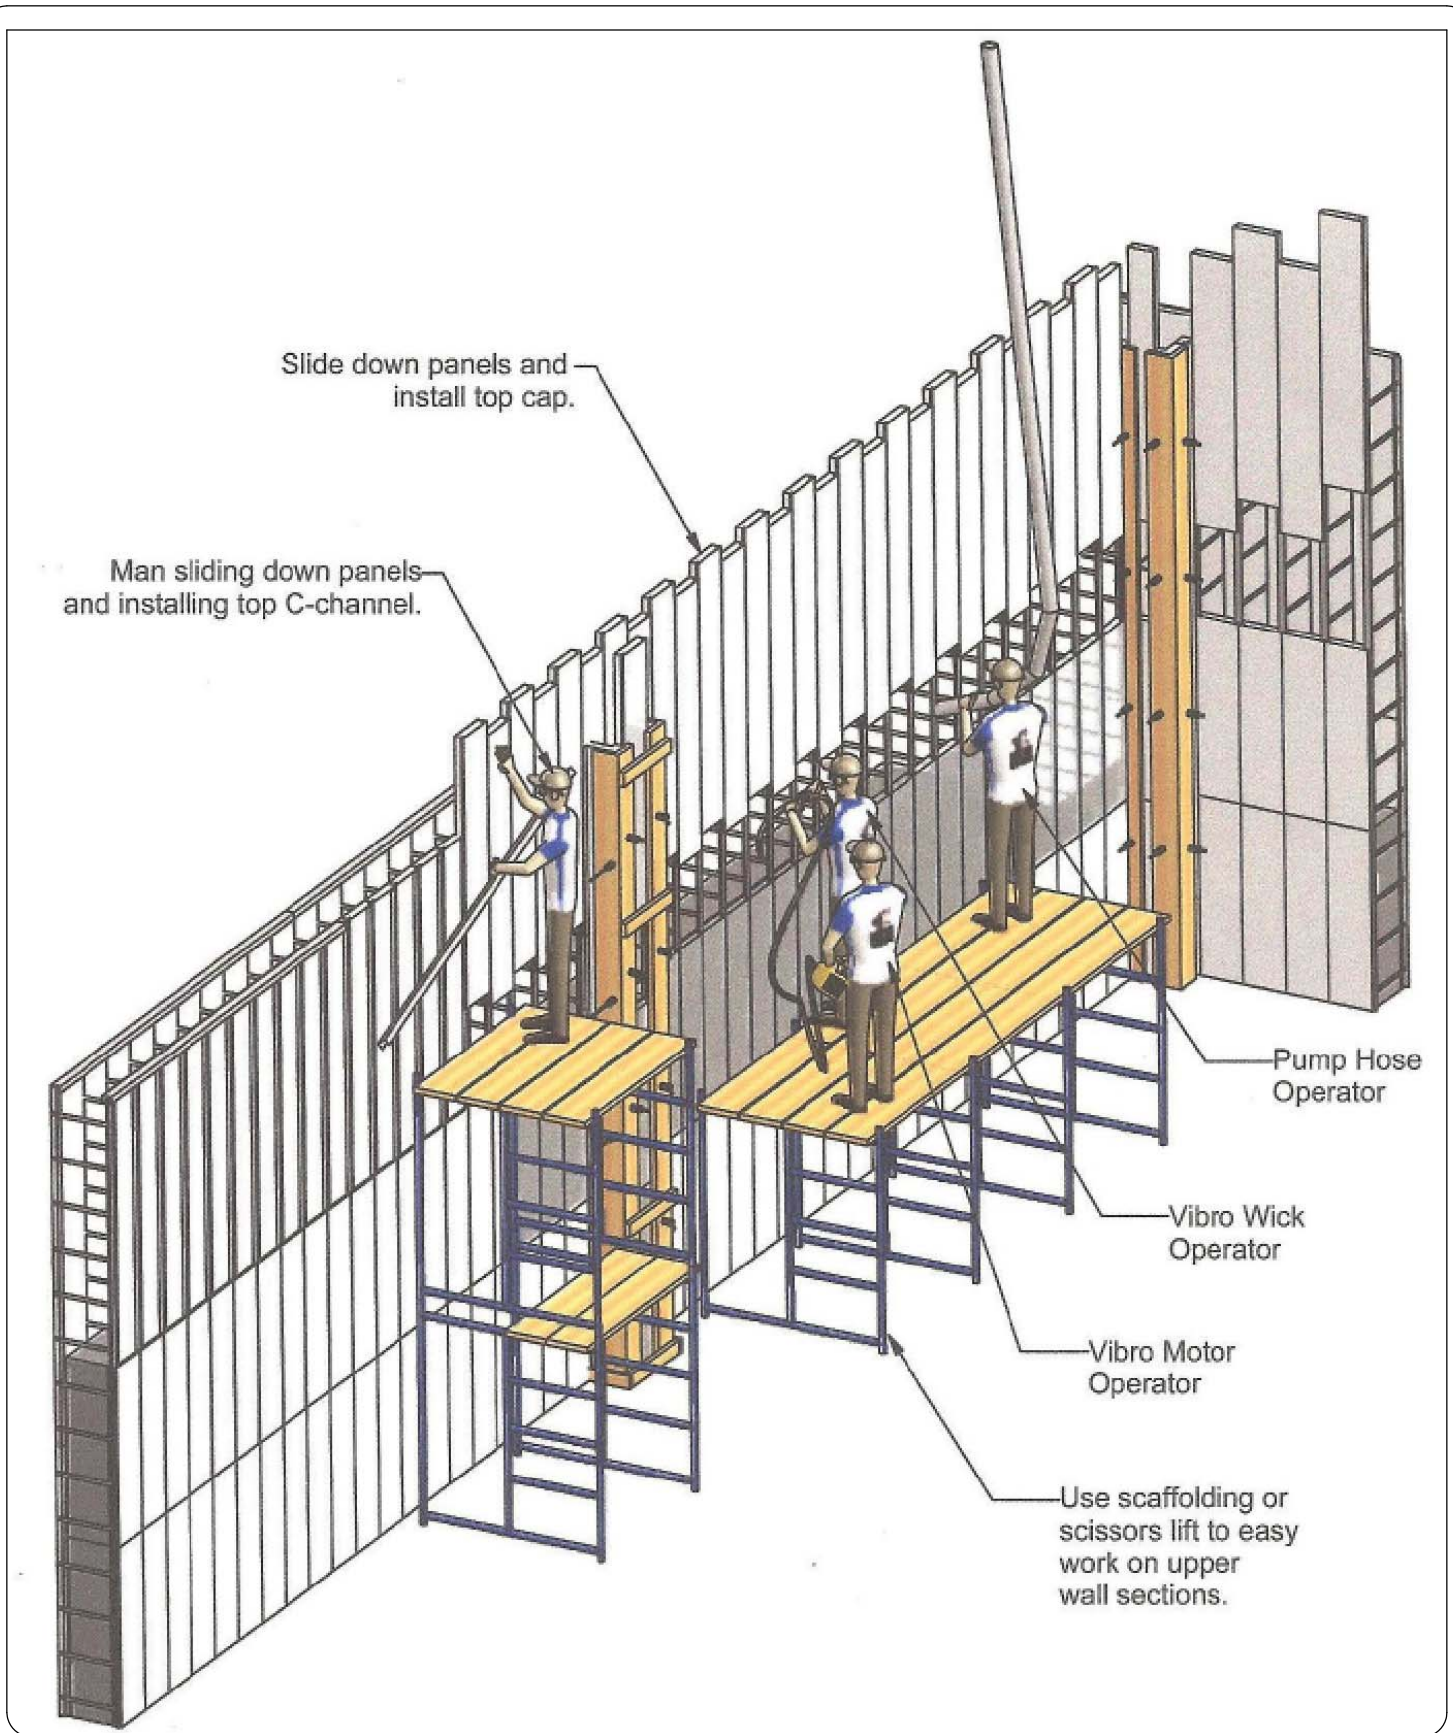 Slide down panels and
install top cap.
Man sliding down panels
and installing top C-channel.
Pump Hose
Operator
Vibro Wick
Operator
Vibro Motor
Operator
Use scaffolding or
scissors lift to easy
work on upper
wall sections.